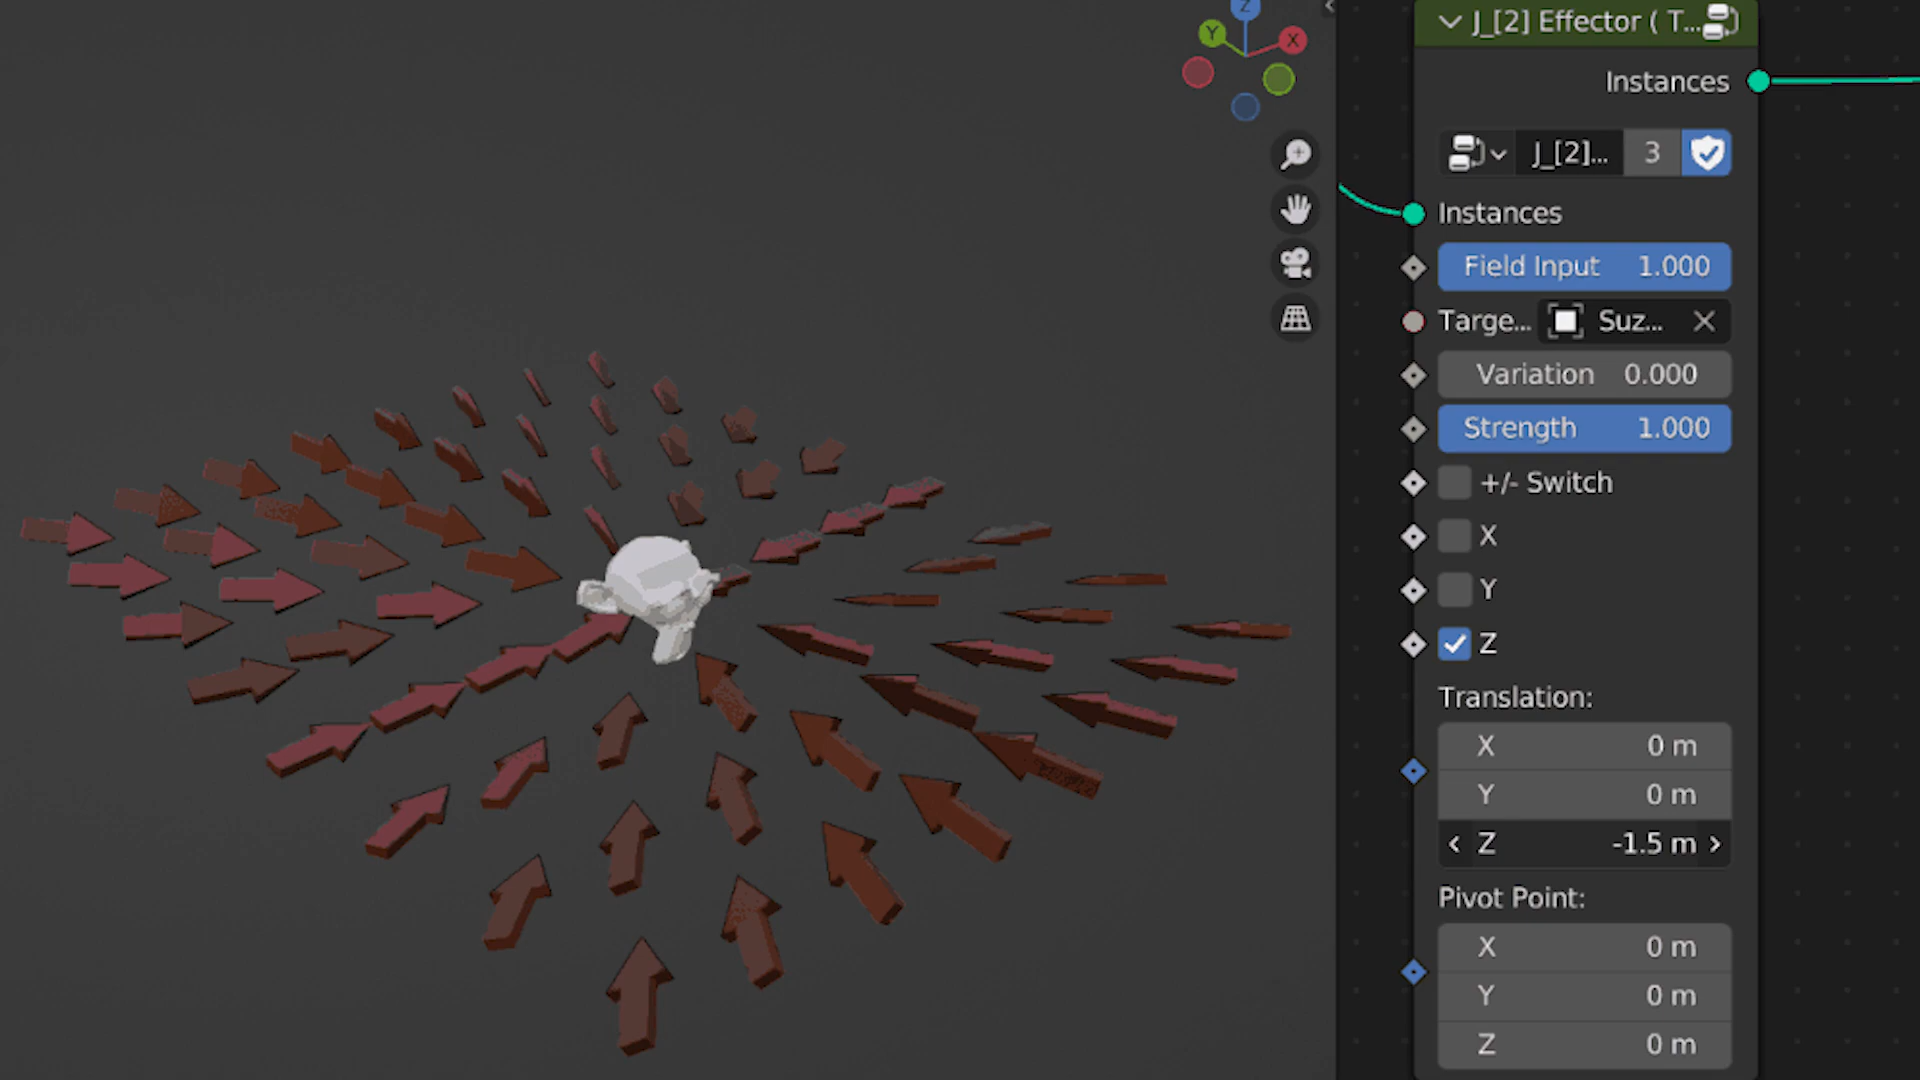 Z
Y
X
J_[2] Effector ( T...
Instances
J_[2]... 3
Instances
Field Input 1.000
Targe... Suz...
Variation 0.000
Strength 1.000
+/- Switch
X
Y
Z
Translation:
X 0 m
Y 0 m
Z -1.5 m
Pivot Point:
X 0 m
Y 0 m
Z 0 m